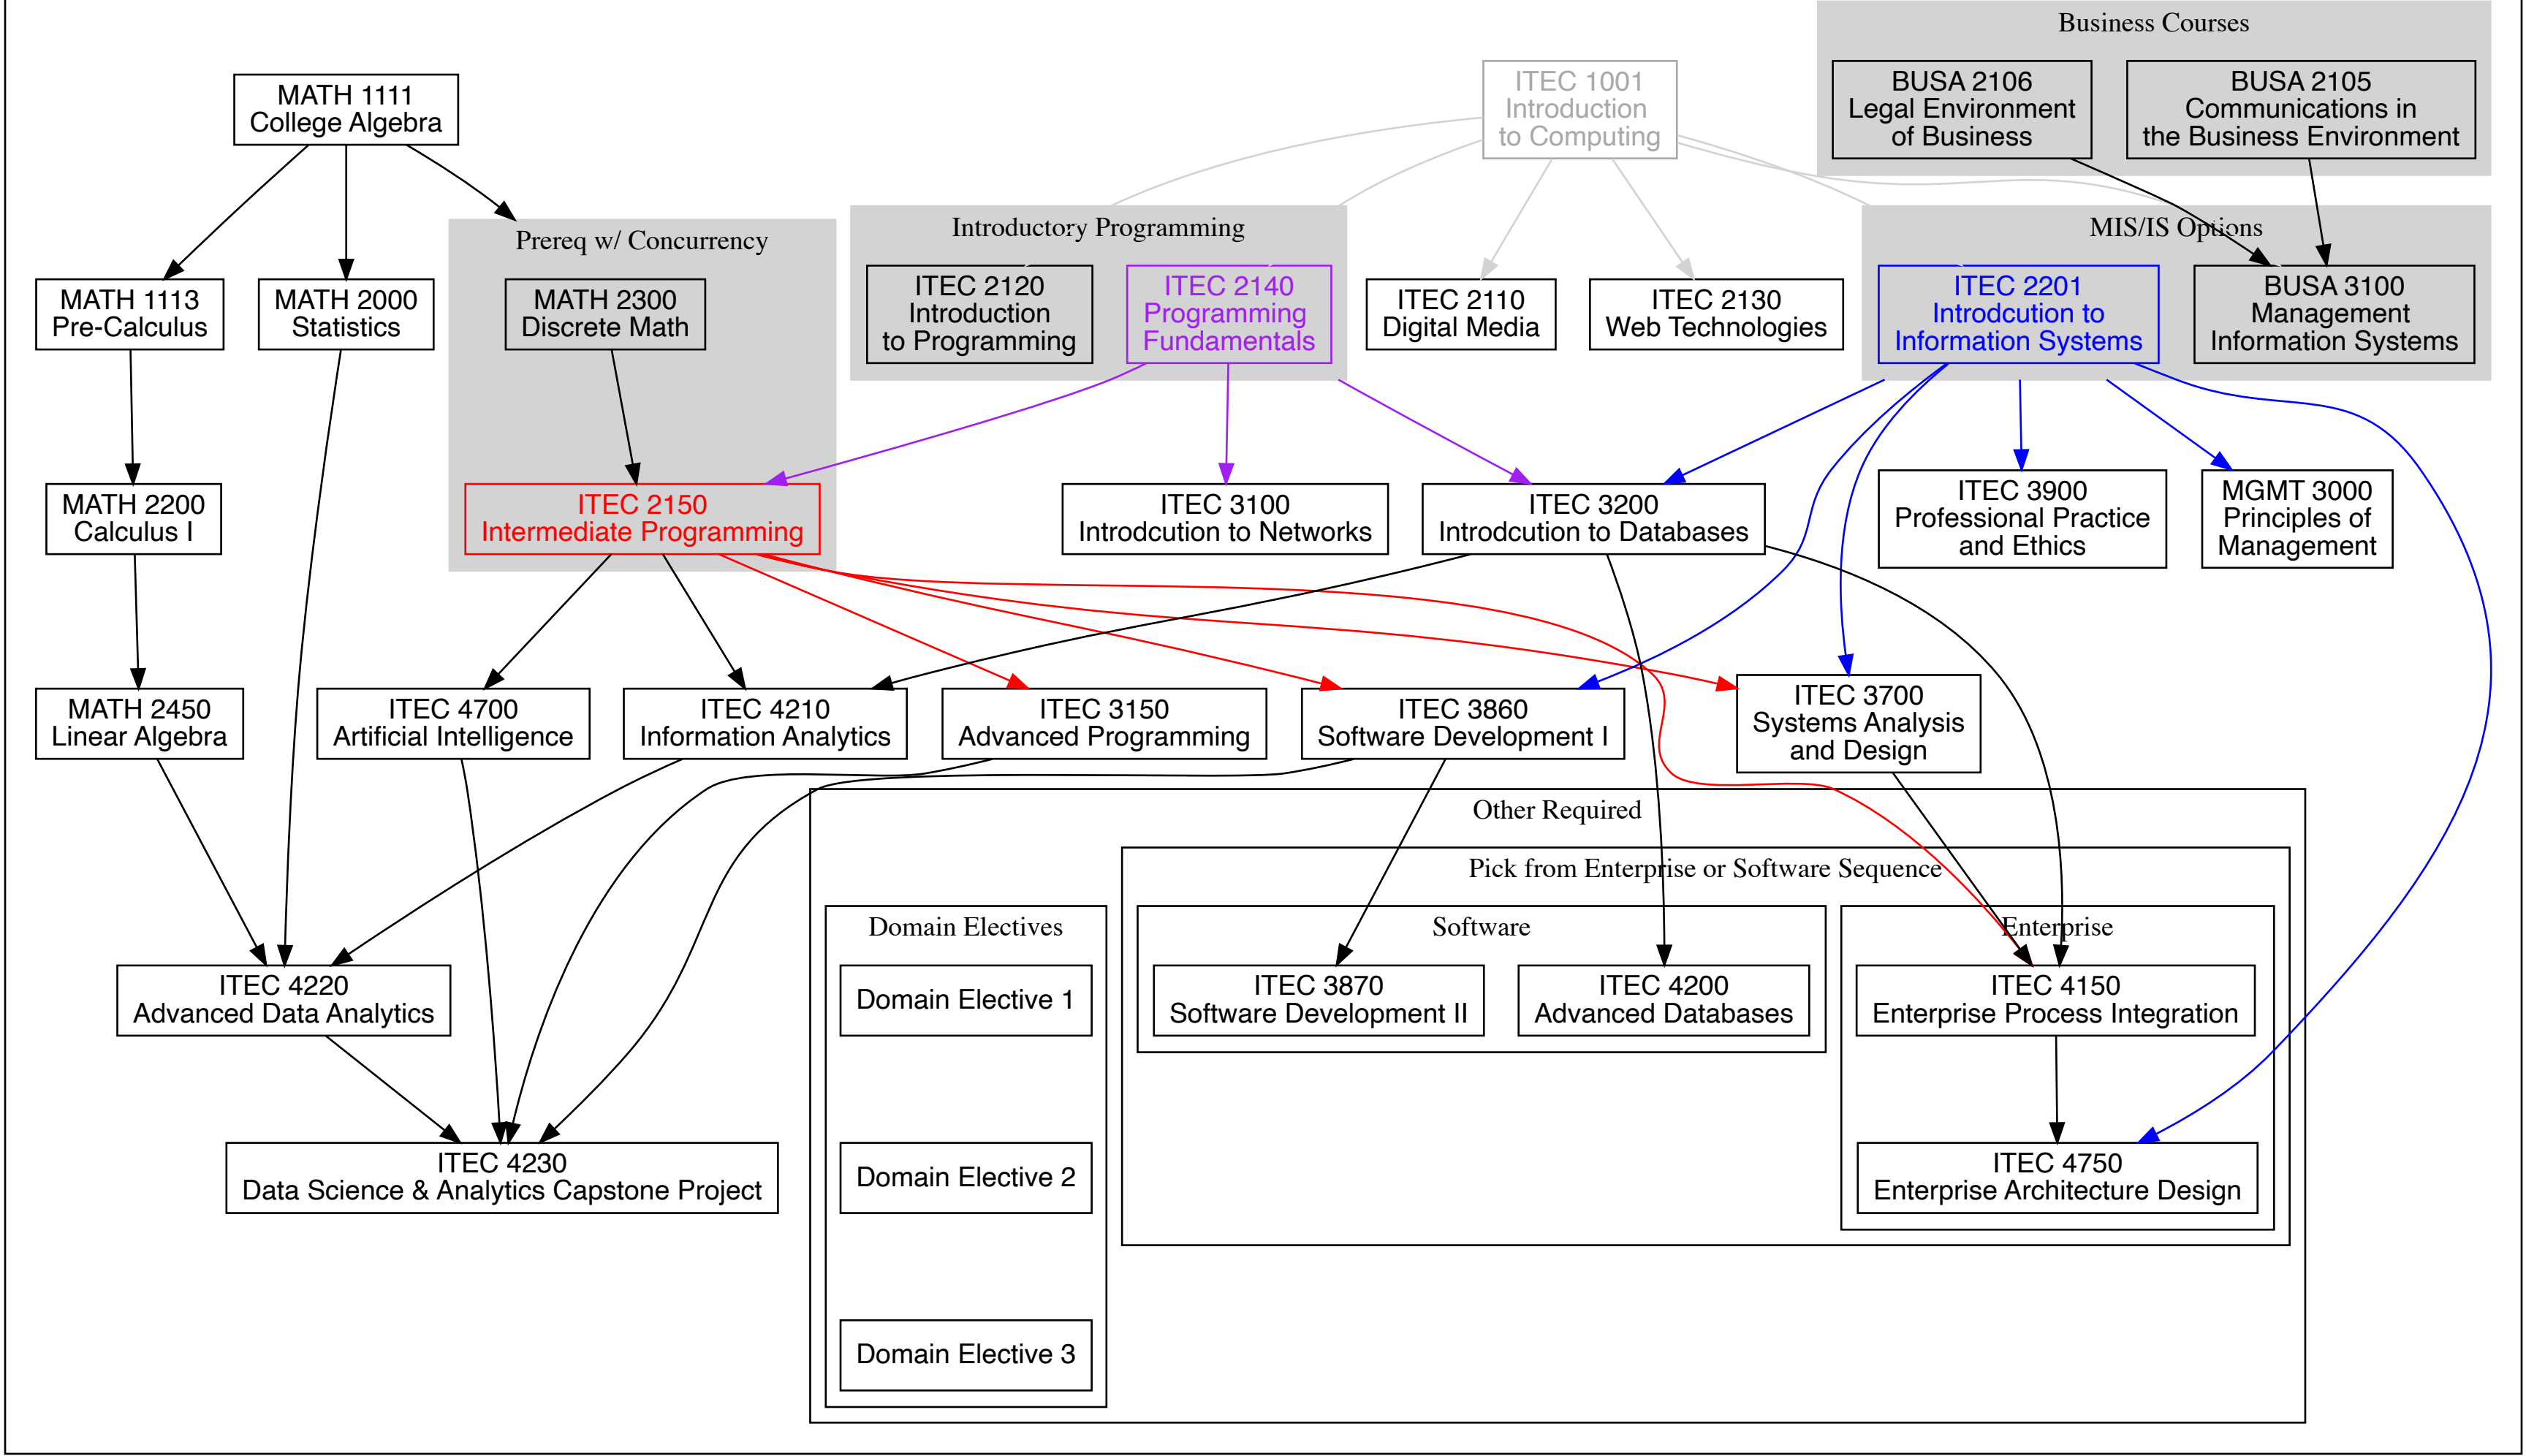 Business Courses
MATH 1111
College Algebra
ITEC 1001
Introduction
to Computing
BUSA 2106
Legal Environment
of Business
BUSA 2105
Communications in
the Business Environment
Prereq w/ Concurrency
Introductory Programming
MIS/IS Options
MATH 1113
Pre-Calculus
MATH 2000
Statistics
MATH 2300
Discrete Math
ITEC 2120
Introduction
to Programming
ITEC 2140
Programming
Fundamentals
ITEC 2110
Digital Media
ITEC 2130
Web Technologies
ITEC 2201
Introdcution to
Information Systems
BUSA 3100
Management
Information Systems
MATH 2200
Calculus I
ITEC 2150
Intermediate Programming
ITEC 3100
Introdcution to Networks
ITEC 3200
Introdcution to Databases
ITEC 3900
Professional Practice
and Ethics
MGMT 3000
Principles of
Management
MATH 2450
Linear Algebra
ITEC 4700
Artificial Intelligence
ITEC 4210
Information Analytics
ITEC 3150
Advanced Programming
ITEC 3860
Software Development I
ITEC 3700
Systems Analysis
and Design
Other Required
Pick from Enterprise or Software Sequence
Domain Electives
Software
Enterprise
ITEC 4220
Advanced Data Analytics
Domain Elective 1
ITEC 3870
Software Development II
ITEC 4200
Advanced Databases
ITEC 4150
Enterprise Process Integration
ITEC 4230
Data Science & Analytics Capstone Project
Domain Elective 2
ITEC 4750
Enterprise Architecture Design
Domain Elective 3